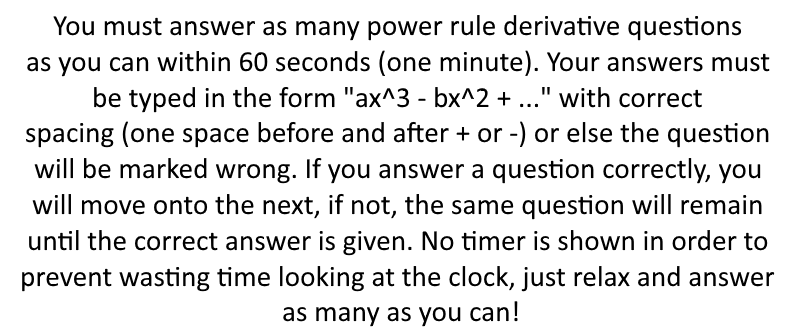 You must answer as many power rule derivative questions
as you can within 60 seconds (one minute). Your answers must
be typed in the form "ax^3 - bx^2 + ..." with correct
spacing (one space before and after + or -) or else the question
will be marked wrong. If you answer a question correctly, you
will move onto the next, if not, the same question will remain
until the correct answer is given. No timer is shown in order to
prevent wasting time looking at the clock, just relax and answer
as many as you can!